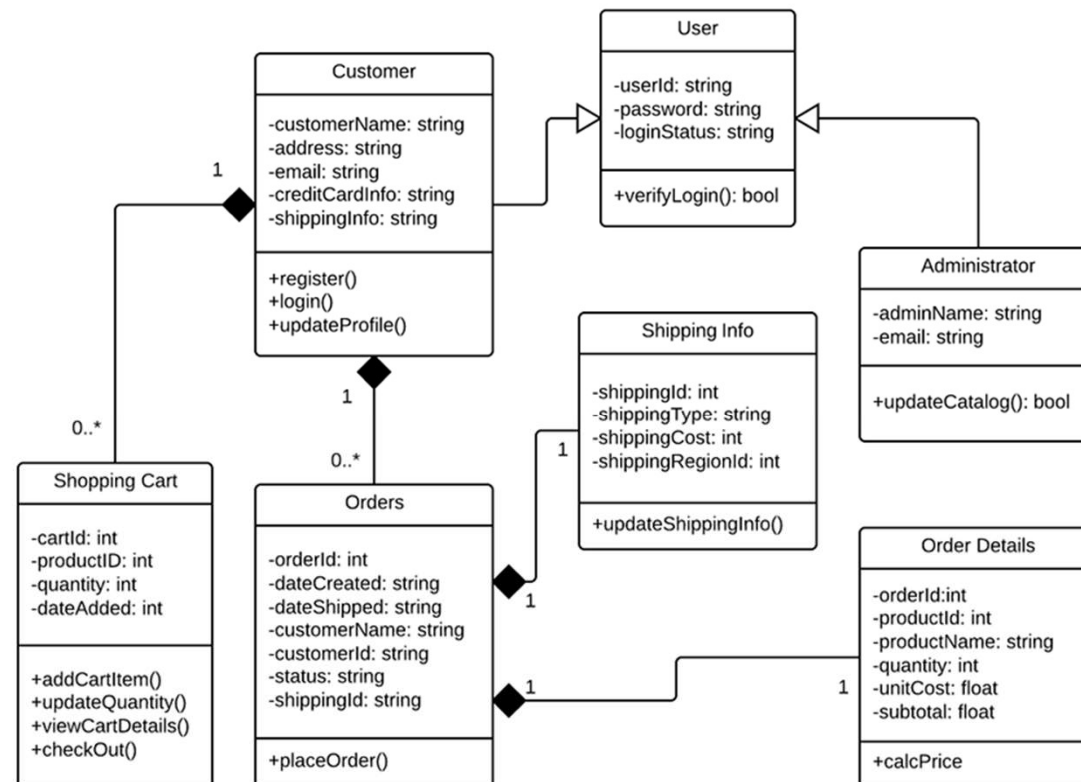 Customer
-customerName: string
-address: string
-email: string
-creditCardInfo: string
-shippingInfo: string
+register()
+login()
+updateProfile()
User
-userId: string
-password: string
-loginStatus: string
+verifyLogin(): bool
Administrator
-adminName: string
-email: string
+updateCatalog(): bool
1
0..*
1
0..*
Shopping Cart
-cartId: int
-productID: int
-quantity: int
-dateAdded: int
+addCartItem()
+updateQuantity()
+viewCartDetails()
+checkOut()
Orders
-orderId: int
-dateCreated: string
-dateShipped: string
-customerName: string
-customerId: string
-status: string
-shippingId: string
+placeOrder()
Shipping Info
-shippingId: int
-shippingType: string
-shippingCost: int
-shippingRegionId: int
+updateShippingInfo()
1
1
1
1
Order Details
-orderId:int
-productId: int
-productName: string
-quantity: int
-unitCost: float
-subtotal: float
+calcPrice